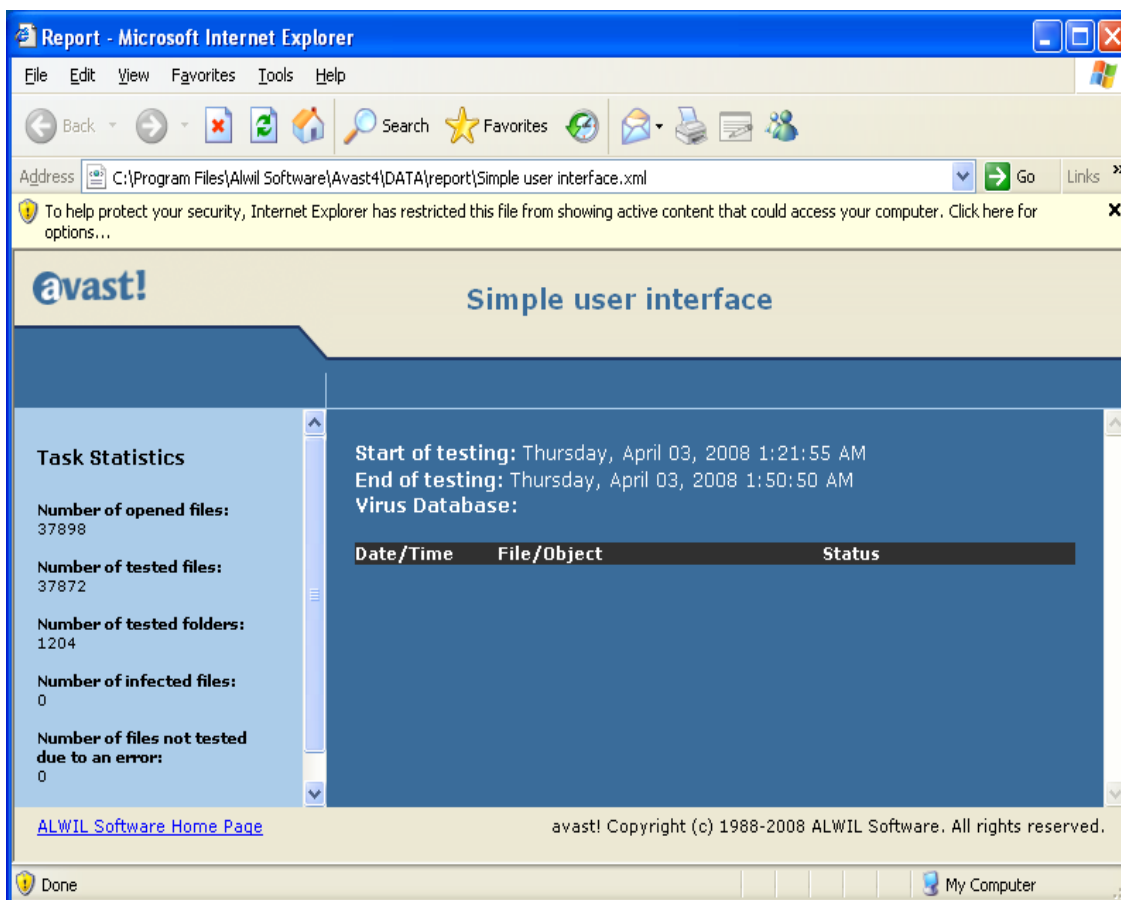 Report - Microsoft Internet Explorer
File Edit View Favorites Tools Help
Back Search Favorites
Address C:\Program Files\Alwil Software\Avast4\DATA\report\Simple user interface.xml Go Links »
To help protect your security, Internet Explorer has restricted this file from showing active content that could access your computer. Click here for
options...
avast!
Simple user interface
Task Statistics
Number of opened files:
37898
Number of tested files:
37872
Number of tested folders:
1204
Number of infected files:
0
Number of files not tested
due to an error:
0
Start of testing: Thursday, April 03, 2008 1:21:55 AM
End of testing: Thursday, April 03, 2008 1:50:50 AM
Virus Database:
Date/Time File/Object Status
ALWIL Software Home Page avast! Copyright (c) 1988-2008 ALWIL Software. All rights reserved.
Done My Computer